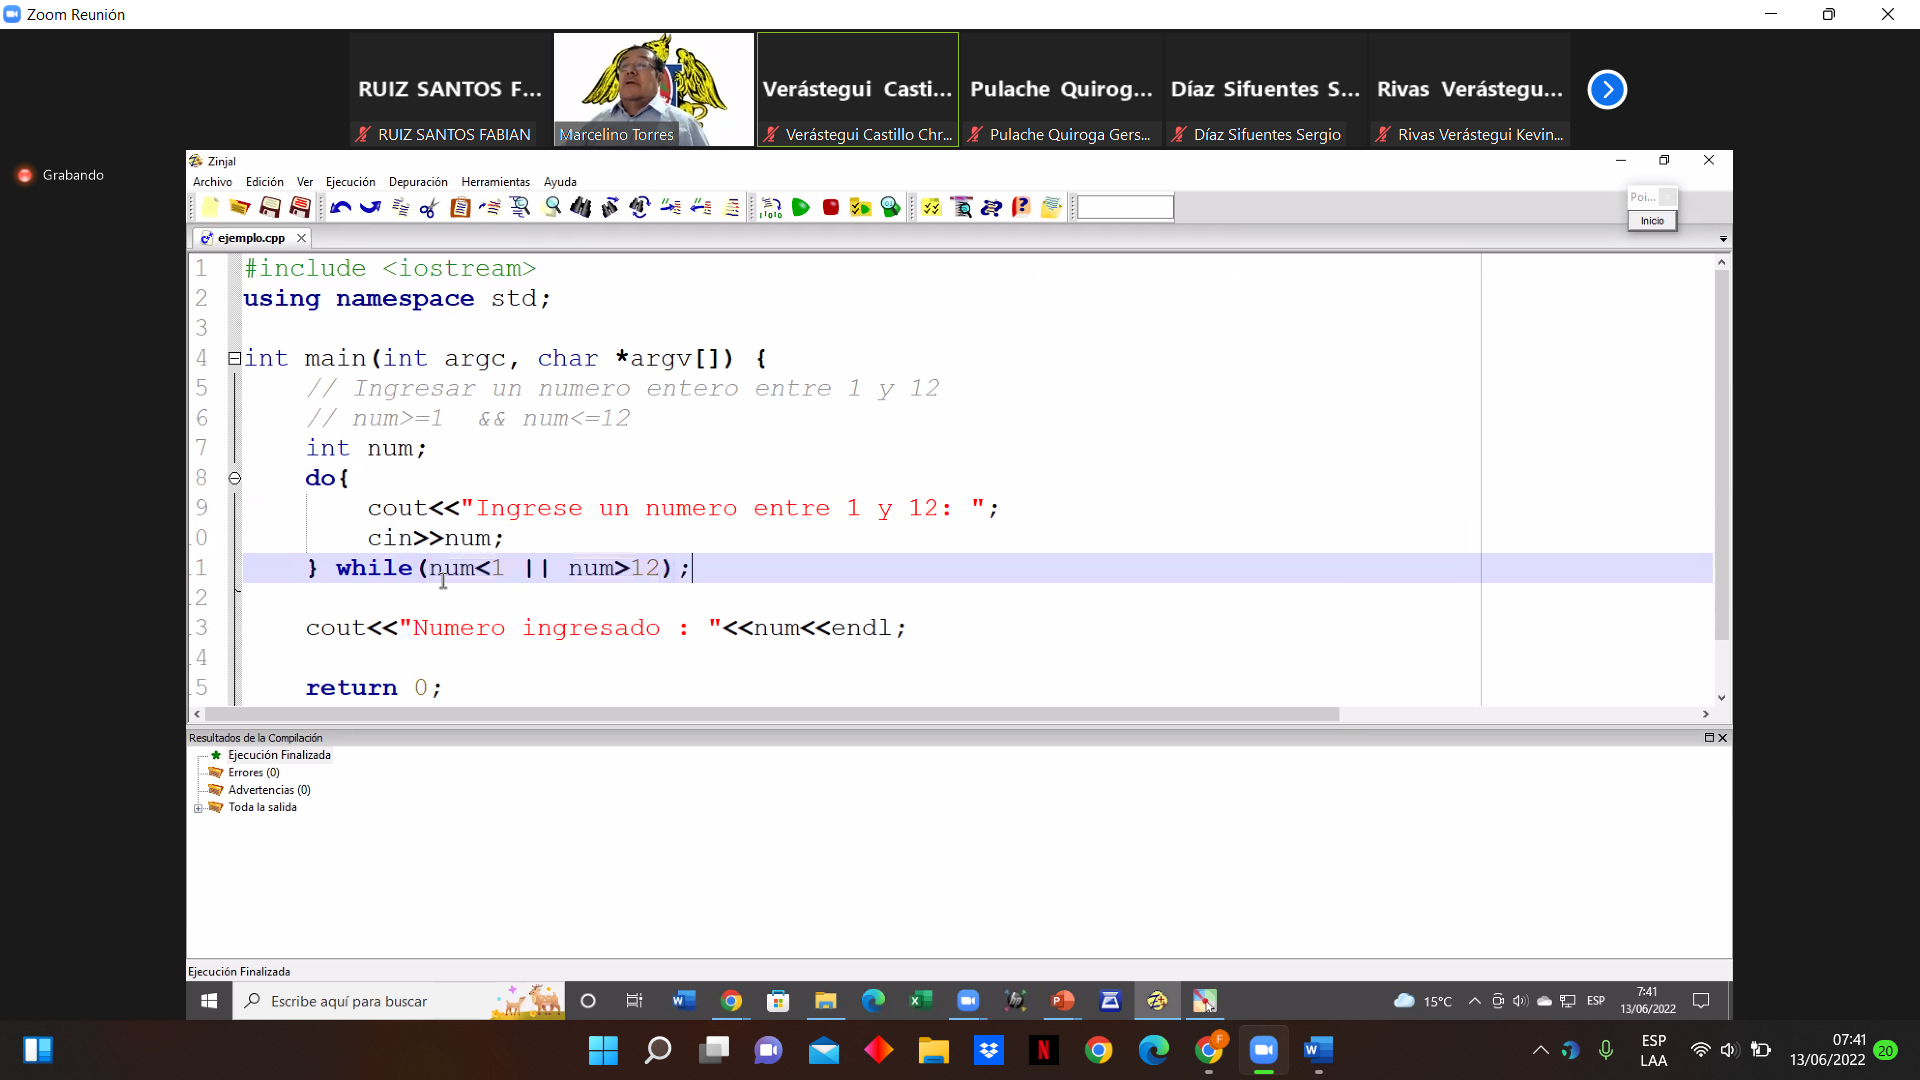 Zoom Reunión
RUIZ SANTOS F...
Verástegui Casti...
Pulache Quirog...
Díaz Sifuentes S...
Rivas Verástegu...
RUIZ SANTOS FABIAN
Marcelino Torres
Verástegui Castillo Chr...
Pulache Quiroga Gers...
Díaz Sifuentes Sergio
Rivas Verástegui Kevin...
Grabando
Zinjal
Archivo Edición Ver Ejecución Depuración Herramientas Ayuda
Poi...
Inicio
ejemplo.cpp
1 #include <iostream>
2 using namespace std;
3
4 int main(int argc, char *argv[]) {
5 // Ingresar un numero entero entre 1 y 12
6 // num>=1 && num<=12
7 int num;
8 do{
9 cout<<"Ingrese un numero entre 1 y 12: ";
.0 cin>>num;
.1 } while(num<1 || num>12);
.2
.3 cout<<"Numero ingresado : "<<num<<endl;
.4
.5 return 0;
Resultados de la Compilación
Ejecución Finalizada
Errores (0)
Advertencias (0)
Toda la salida
Ejecución Finalizada
Escribe aquí para buscar
15°C
ESP
7:41
13/06/2022
ESP
LAA
07:41
13/06/2022
20